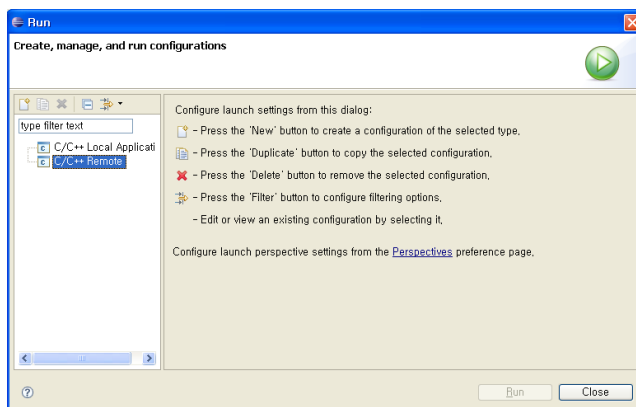 Run
Create, manage, and run configurations
type filter text
C/C++ Local Applicati
C/C++ Remote
Configure launch settings from this dialog:
- Press the 'New' button to create a configuration of the selected type,
- Press the 'Duplicate' button to copy the selected configuration,
- Press the 'Delete' button to remove the selected configuration,
- Press the 'Filter' button to configure filtering options,
- Edit or view an existing configuration by selecting it,
Configure launch perspective settings from the Perspectives preference page,
Run
Close